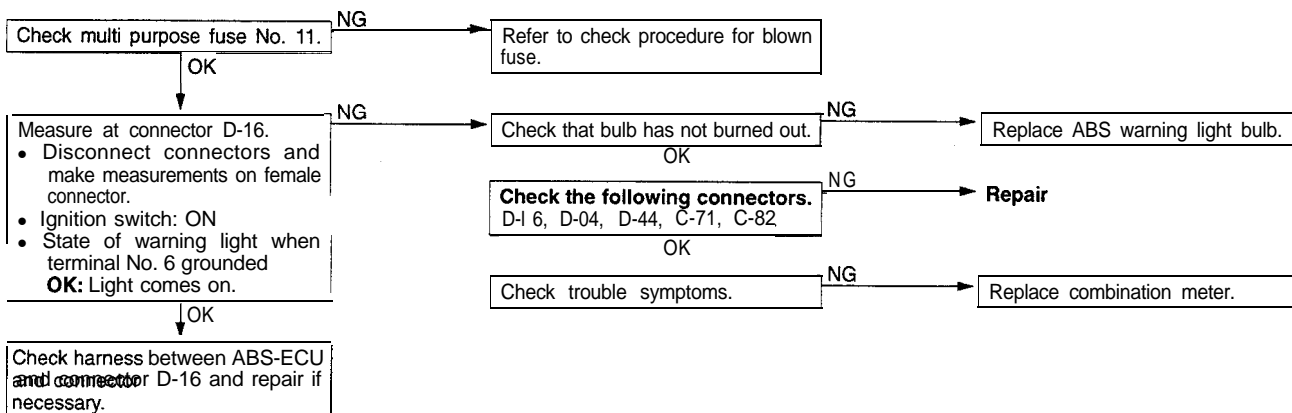 Check multi purpose fuse No. 11.
NG
Refer to check procedure for blown
fuse.
OK
Measure at connector D-16.
• Disconnect connectors and
make measurements on female
connector.
• Ignition switch: ON
• State of warning light when
terminal No. 6 grounded
OK: Light comes on.
NG
Check that bulb has not burned out.
NG
Replace ABS warning light bulb.
OK
Check the following connectors.
D-I 6, D-04, D-44, C-71, C-82
NG
Repair
OK
Check trouble symptoms.
NG
Replace combination meter.
OK
Check harness between ABS-ECU
and connector D-16 and repair if
necessary.